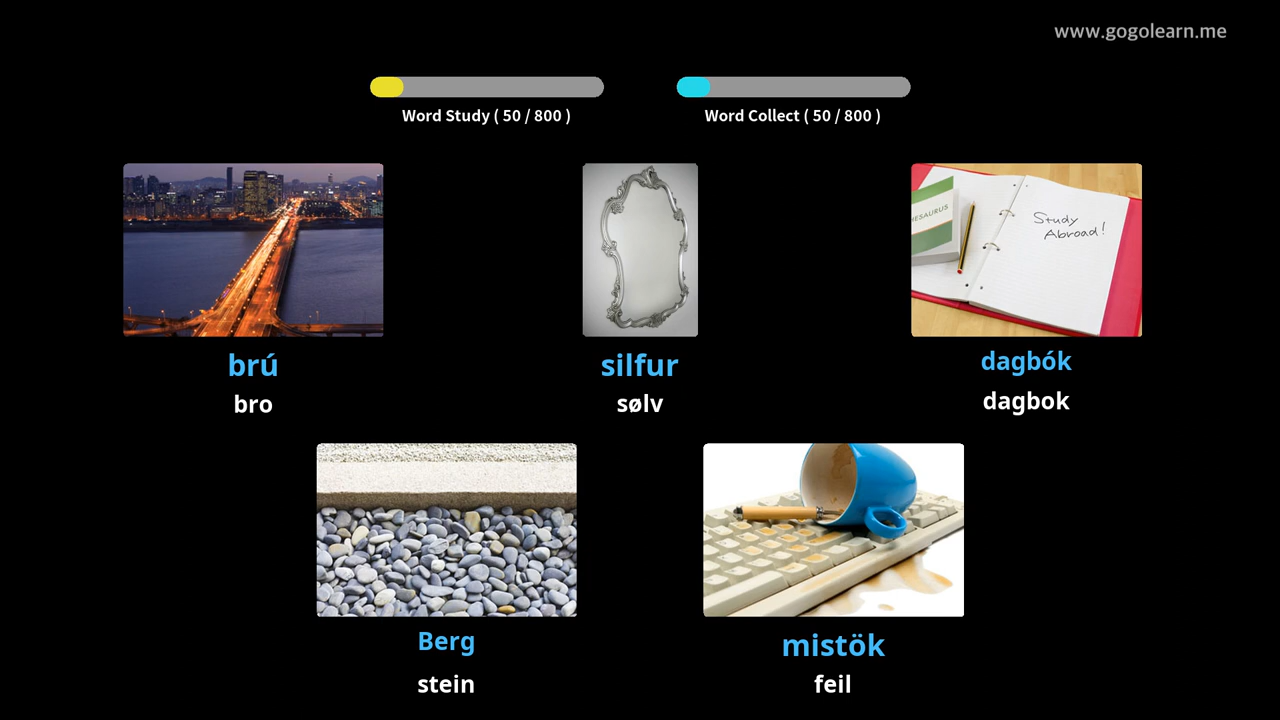 www.gogolearn.me
Word Study ( 50 / 800 )
Word Collect ( 50 / 800 )
HESAURUS
Study
Abroad!
brú
bro
silfur
sølv
dagbók
dagbok
Berg
stein
mistök
feil